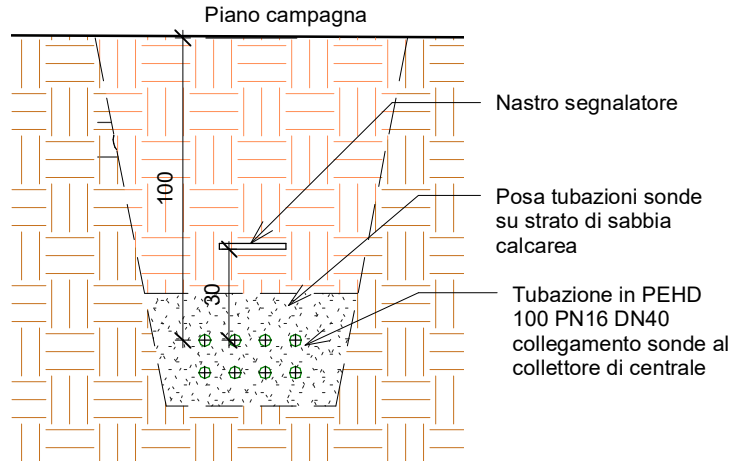 Piano campagna
Nastro segnalatore
100
Posa tubazioni sonde
su strato di sabbia
calcarea
30
Tubazione in PEHD
100 PN16 DN40
collegamento sonde al
collettore di centrale